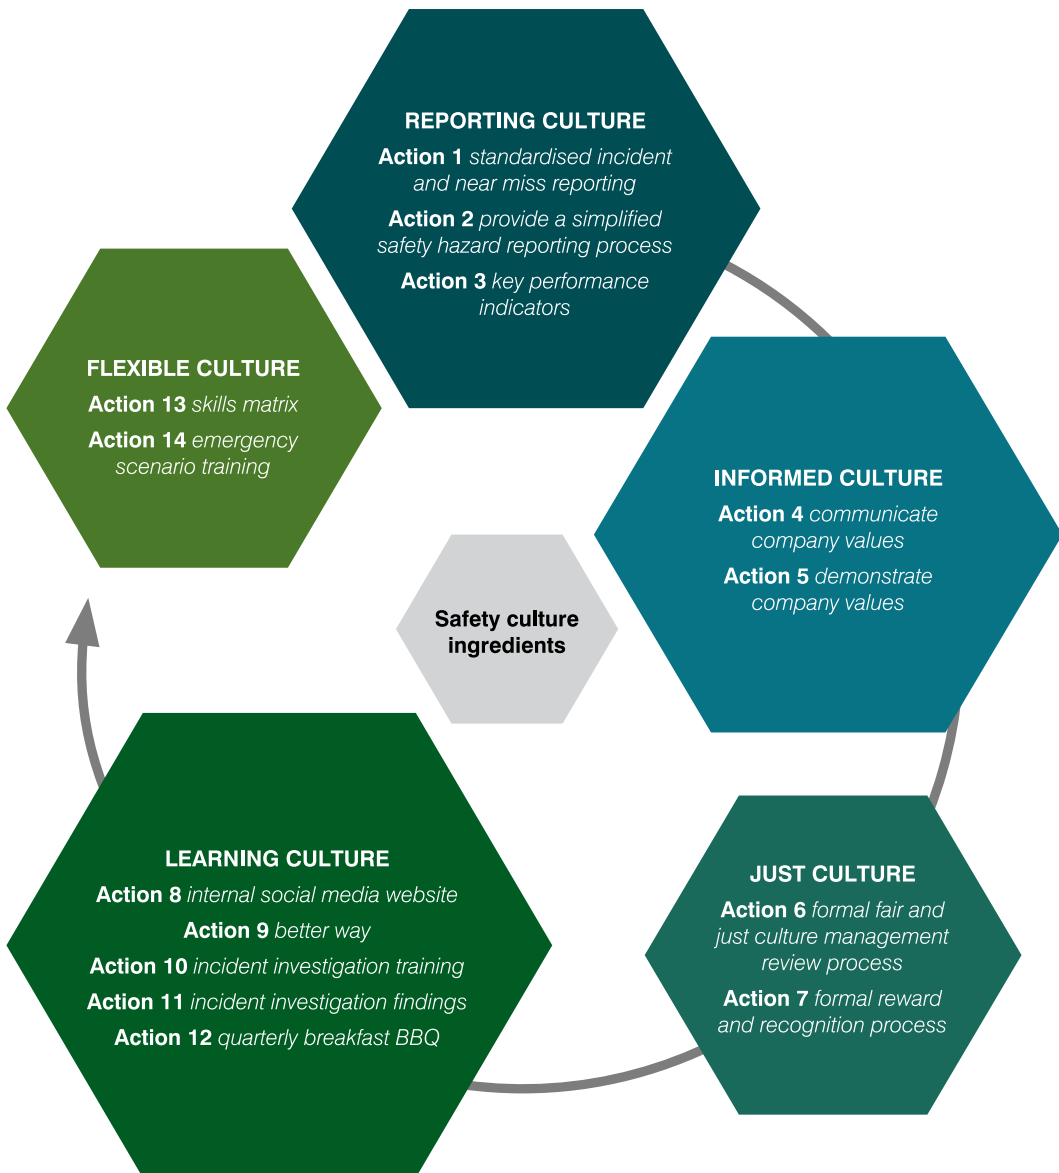 REPORTING CULTURE
Action 1 standardised incident
and near miss reporting
Action 2 provide a simplified
safety hazard reporting process
Action 3 key performance
indicators
INFORMED CULTURE
Action 4 communicate
company values
Action 5 demonstrate
company values
JUST CULTURE
Action 6 formal fair and
just culture management
review process
Action 7 formal reward
and recognition process
LEARNING CULTURE
Action 8 internal social media website
Action 9 better way
Action 10 incident investigation training
Action 11 incident investigation findings
Action 12 quarterly breakfast BBQ
FLEXIBLE CULTURE
Action 13 skills matrix
Action 14 emergency
scenario training
Safety culture
ingredients